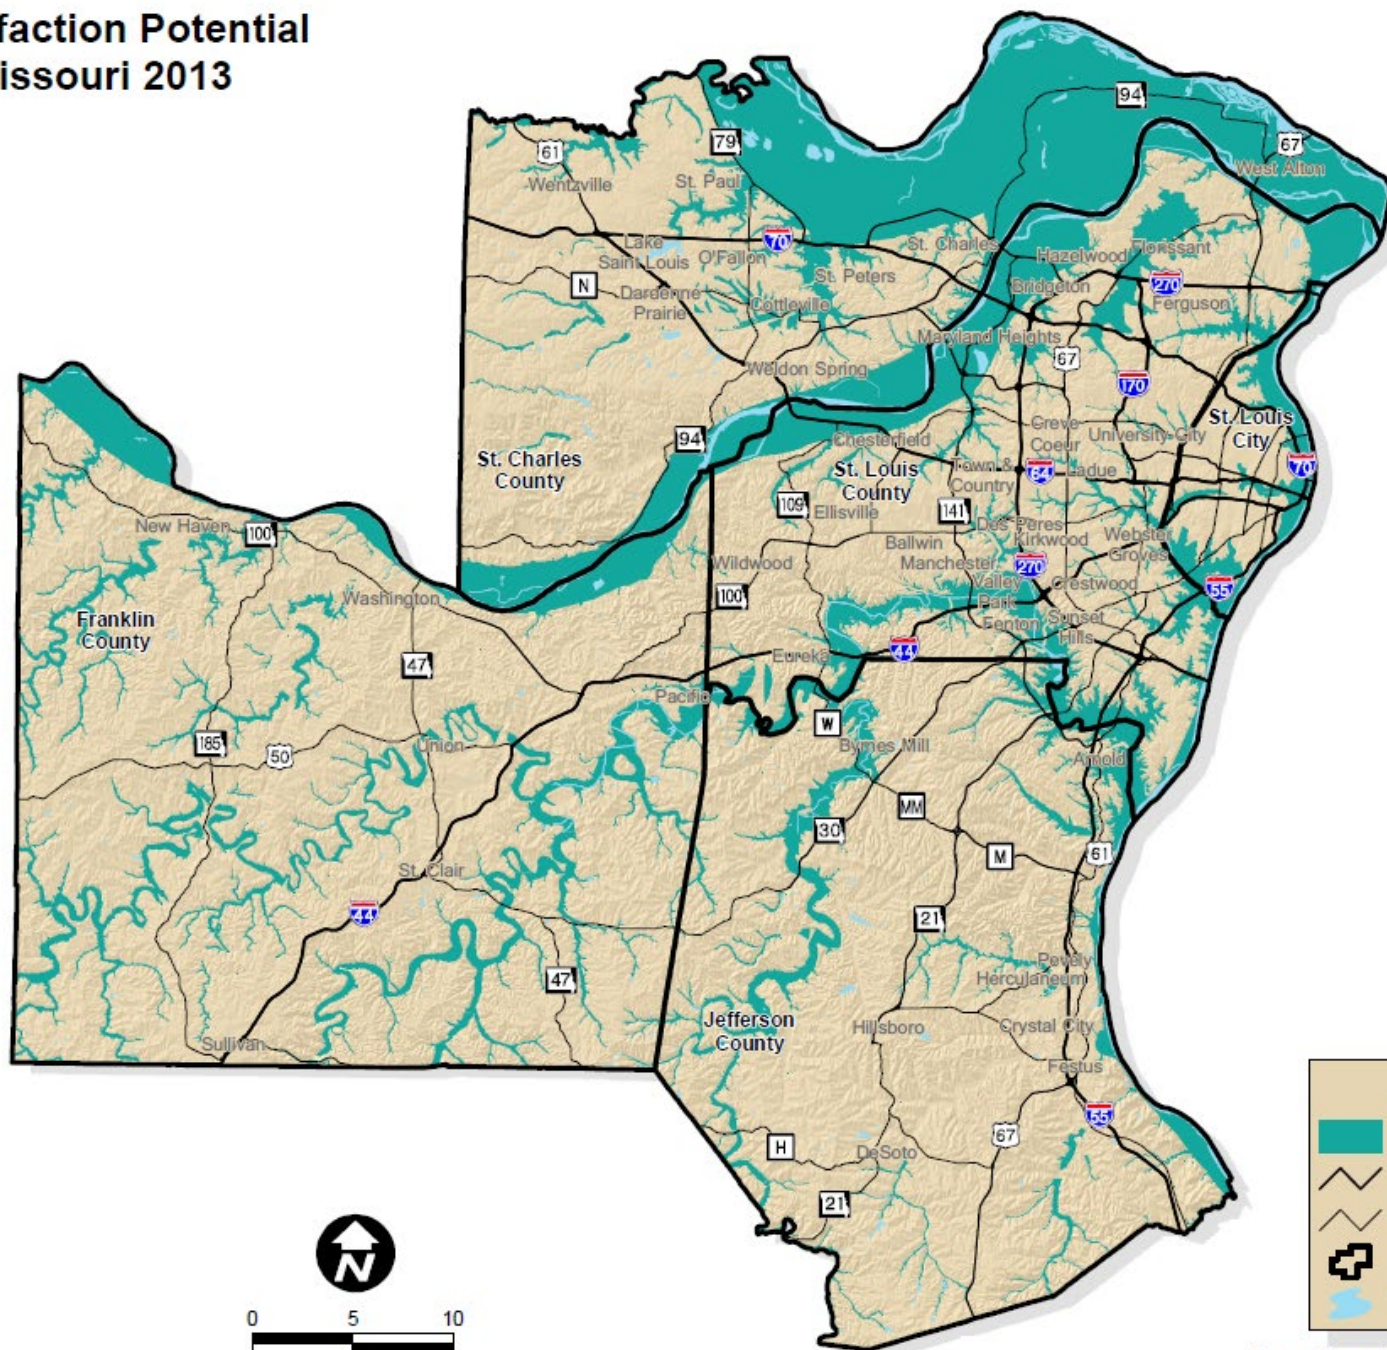 faction Potential
issouri 2013
94
79
67
61
West Alton
Wentzville
St. Paul
Lake
Saint Louis
O'Fallon
70
St. Charles
Hazelwood
Florissant
St. Peters
N
Dardenne
Prairie
Cottleville
Bridgeton
270
Ferguson
Maryland Heights
67
Weldon Spring
170
St. Louis
City
94
Chesterfield
Creve
Coeur
University City
St. Charles
County
St. Louis
County
Town &
Country
64
Ladue
70
109
Ellisville
141
New Haven
100
Des Peres
Kirkwood
Webster
Groves
Ballwin
Manchester
Wildwood
270
Valley
Park
Crestwood
55
100
Washington
Franklin
County
Fenton
Sunset
Hills
44
Eureka
47
Pacific
W
185
50
Union
Byrnes Mill
Arnold
MM
30
M
61
St. Clair
44
21
Pevely
Herculaneum
47
Jefferson
County
Hillsboro
Crystal City
Sullivan
Festus
55
67
H
DeSoto
21
N
0 5 10